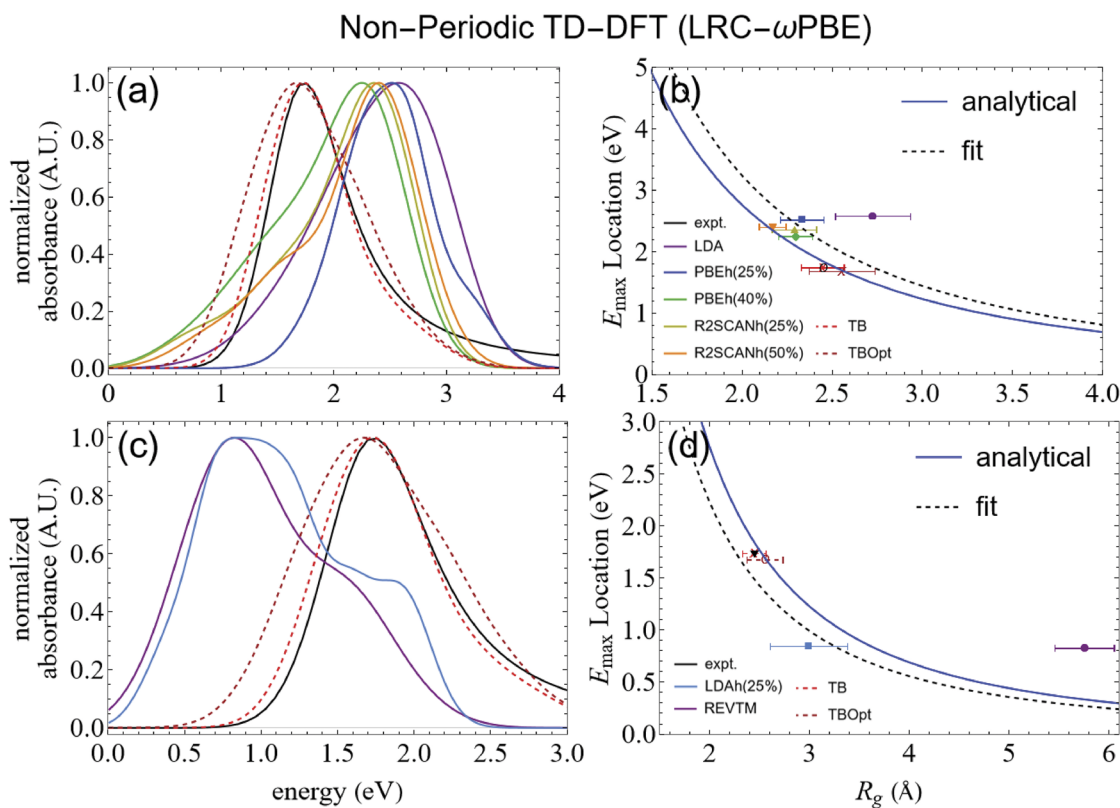 Non-Periodic TD-DFT (LRC-ωPBE)
(a)
normalized
absorbance (A.U.)
1.0
0.8
0.6
0.4
0.2
0.0
0
1
2
3
4
(b)
E_max Location (eV)
5
4
3
2
1
0
1.5
2.0
2.5
3.0
3.5
4.0
analytical
fit
expt.
LDA
PBEh(25%)
PBEh(40%)
R2SCANh(25%)
TB
R2SCANh(50%)
TBOpt
(c)
normalized
absorbance (A.U.)
1.0
0.8
0.6
0.4
0.2
0.0
0
0.5
1.0
1.5
2.0
2.5
3.0
energy (eV)
(d)
E_max Location (eV)
3.0
2.5
2.0
1.5
1.0
0.5
0.0
2
3
4
5
6
R_g (Å)
analytical
fit
expt.
LDAh(25%)
TB
REVTM
TBOpt